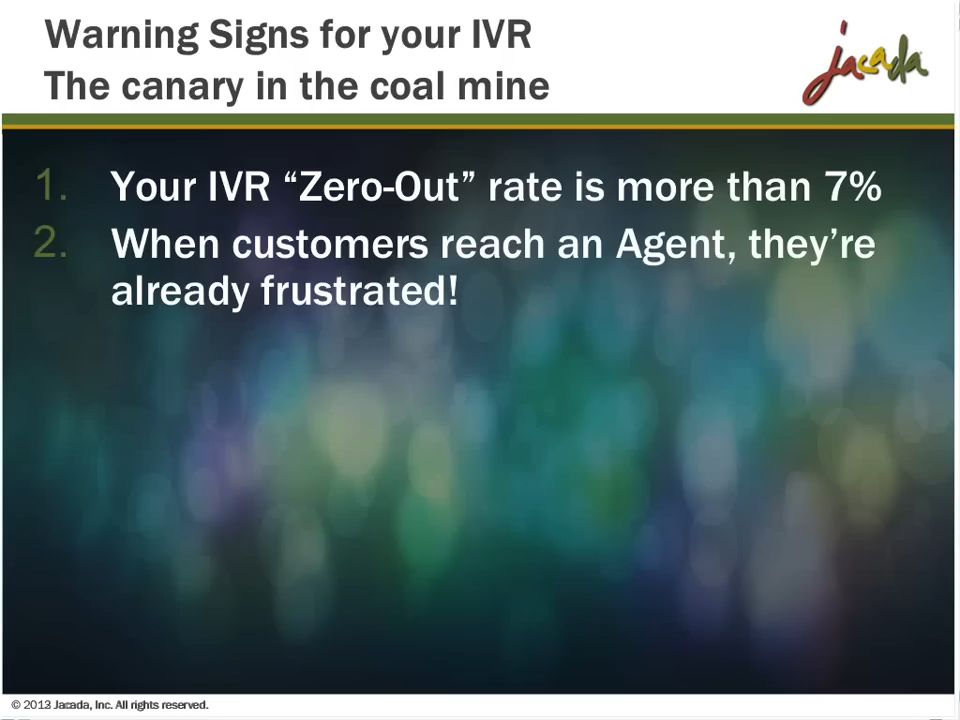 Warning Signs for your IVR
The canary in the coal mine
jacada
1. Your IVR “Zero-Out” rate is more than 7%
2. When customers reach an Agent, they’re
already frustrated!
© Jacada, Inc. All rights reserved.